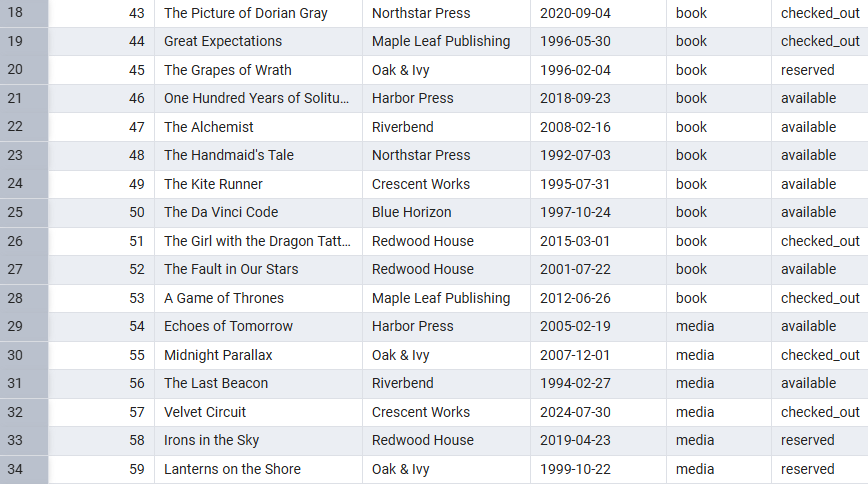 18 43 The Picture of Dorian Gray Northstar Press 2020-09-04 book checked_out
19 44 Great Expectations Maple Leaf Publishing 1996-05-30 book checked_out
20 45 The Grapes of Wrath Oak & Ivy 1996-02-04 book reserved
21 46 One Hundred Years of Solitu... Harbor Press 2018-09-23 book available
22 47 The Alchemist Riverbend 2008-02-16 book available
23 48 The Handmaid's Tale Northstar Press 1992-07-03 book available
24 49 The Kite Runner Crescent Works 1995-07-31 book available
25 50 The Da Vinci Code Blue Horizon 1997-10-24 book available
26 51 The Girl with the Dragon Tatt... Redwood House 2015-03-01 book checked_out
27 52 The Fault in Our Stars Redwood House 2001-07-22 book available
28 53 A Game of Thrones Maple Leaf Publishing 2012-06-26 book checked_out
29 54 Echoes of Tomorrow Harbor Press 2005-02-19 media available
30 55 Midnight Parallax Oak & Ivy 2007-12-01 media checked_out
31 56 The Last Beacon Riverbend 1994-02-27 media available
32 57 Velvet Circuit Crescent Works 2024-07-30 media checked_out
33 58 Irons in the Sky Redwood House 2019-04-23 media reserved
34 59 Lanterns on the Shore Oak & Ivy 1999-10-22 media reserved